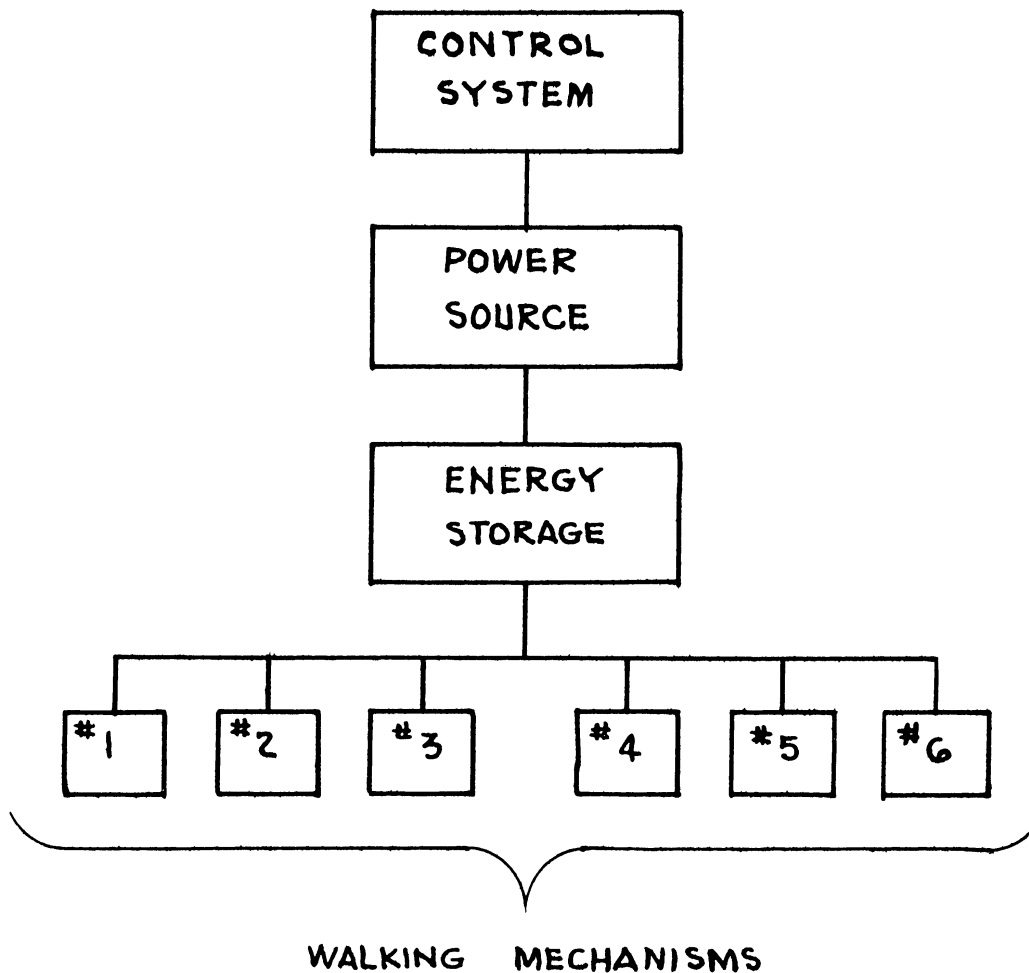 CONTROL
SYSTEM
POWER
SOURCE
ENERGY
STORAGE
#1 #2 #3 #4 #5 #6
WALKING MECHANISMS